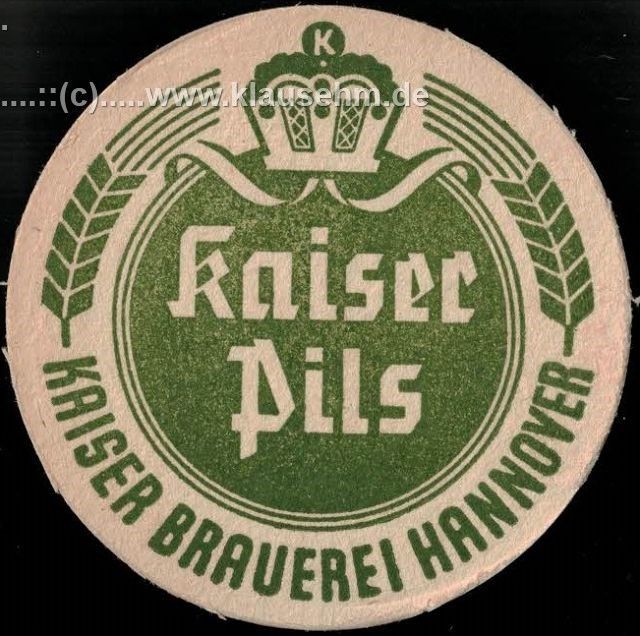 .
....::(c).....www.klausehm.de
K
Kaiser
Pils
KAISER BRAUEREI HANNOVER